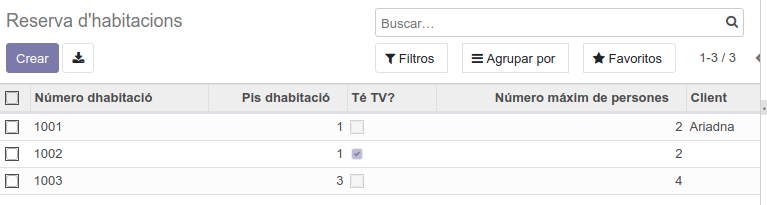 Reserva d'habitacions
Buscar...
Crear
Filtros Agrupar por Favoritos 1-3 / 3
Número dhabitació Pis dhabitació Té TV? Número màxim de persones Client
1001 1 2 Ariadna
1002 1 2
1003 3 4